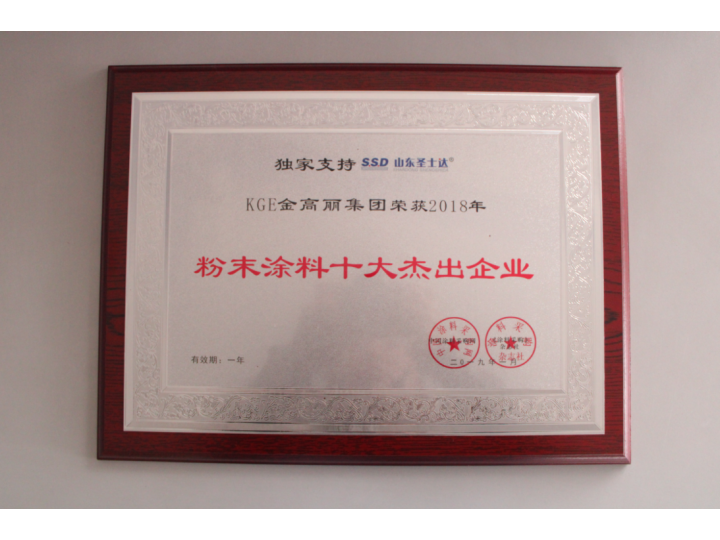 独家支持 SSD 山东圣士达®
KGE金高丽集团荣获2018年
粉末涂料十大杰出企业
有效期：一年
二〇一九年一月